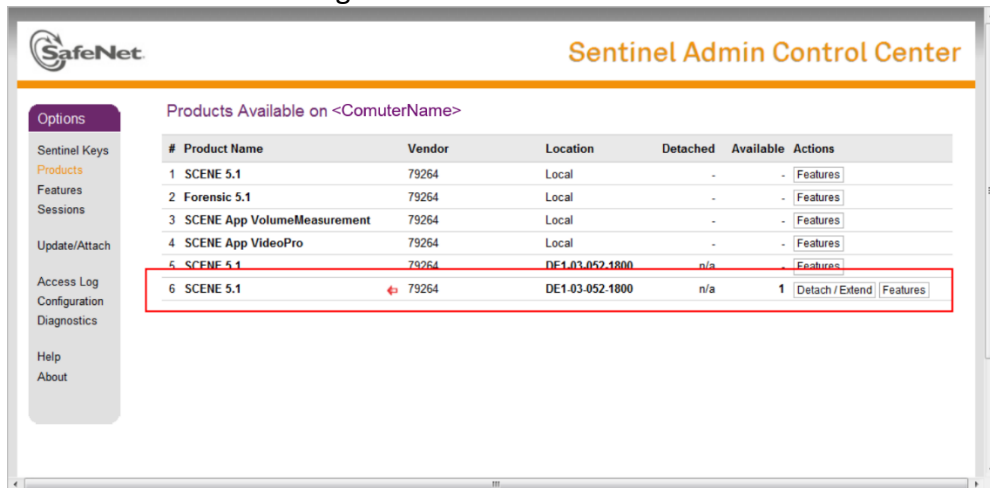 SafeNet.
Sentinel Admin Control Center
Options
Sentinel Keys
Products
Features
Sessions
Update/Attach
Access Log
Configuration
Diagnostics
Help
About
Products Available on <ComuterName>
# Product Name Vendor Location Detached Available Actions
1 SCENE 5.1 79264 Local - - Features
2 Forensic 5.1 79264 Local - - Features
3 SCENE App VolumeMeasurement 79264 Local - - Features
4 SCENE App VideoPro 79264 Local - - Features
5 SCENE 5.1 79264 DE1-03-052-1800 n/a - Features
6 SCENE 5.1 79264 DE1-03-052-1800 n/a 1 Detach / Extend Features